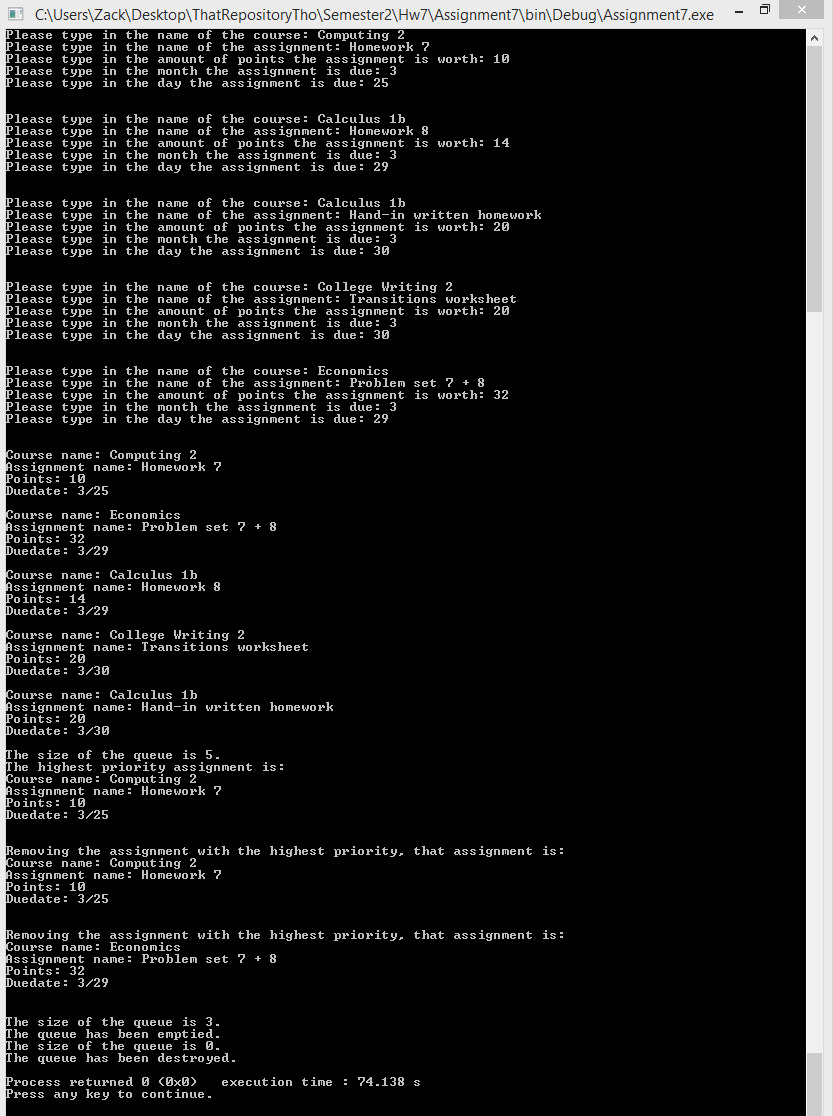 C:\Users\Zack\Desktop\ThatRepositoryTho\Semester2\Hw7\Assignment7\bin\Debug\Assignment7.exe
Please type in the name of the course: Computing 2
Please type in the name of the assignment: Homework 7
Please type in the amount of points the assignment is worth: 10
Please type in the month the assignment is due: 3
Please type in the day the assignment is due: 25
Please type in the name of the course: Calculus 1b
Please type in the name of the assignment: Homework 8
Please type in the amount of points the assignment is worth: 14
Please type in the month the assignment is due: 3
Please type in the day the assignment is due: 29
Please type in the name of the course: Calculus 1b
Please type in the name of the assignment: Hand-in written homework
Please type in the amount of points the assignment is worth: 20
Please type in the month the assignment is due: 3
Please type in the day the assignment is due: 30
Please type in the name of the course: College Writing 2
Please type in the name of the assignment: Transitions worksheet
Please type in the amount of points the assignment is worth: 20
Please type in the month the assignment is due: 3
Please type in the day the assignment is due: 30
Please type in the name of the course: Economics
Please type in the name of the assignment: Problem set 7 + 8
Please type in the amount of points the assignment is worth: 32
Please type in the month the assignment is due: 3
Please type in the day the assignment is due: 29
Course name: Computing 2
Assignment name: Homework 7
Points: 10
Duedate: 3/25
Course name: Economics
Assignment name: Problem set 7 + 8
Points: 32
Duedate: 3/29
Course name: Calculus 1b
Assignment name: Homework 8
Points: 14
Duedate: 3/29
Course name: College Writing 2
Assignment name: Transitions worksheet
Points: 20
Duedate: 3/30
Course name: Calculus 1b
Assignment name: Hand-in written homework
Points: 20
Duedate: 3/30
The size of the queue is 5.
The highest priority assignment is:
Course name: Computing 2
Assignment name: Homework 7
Points: 10
Duedate: 3/25
Removing the assignment with the highest priority, that assignment is:
Course name: Computing 2
Assignment name: Homework 7
Points: 10
Duedate: 3/25
Removing the assignment with the highest priority, that assignment is:
Course name: Economics
Assignment name: Problem set 7 + 8
Points: 32
Duedate: 3/29
The size of the queue is 3.
The queue has been emptied.
The size of the queue is 0.
The queue has been destroyed.
Process returned 0 (0x0)   execution time : 74.138 s
Press any key to continue.